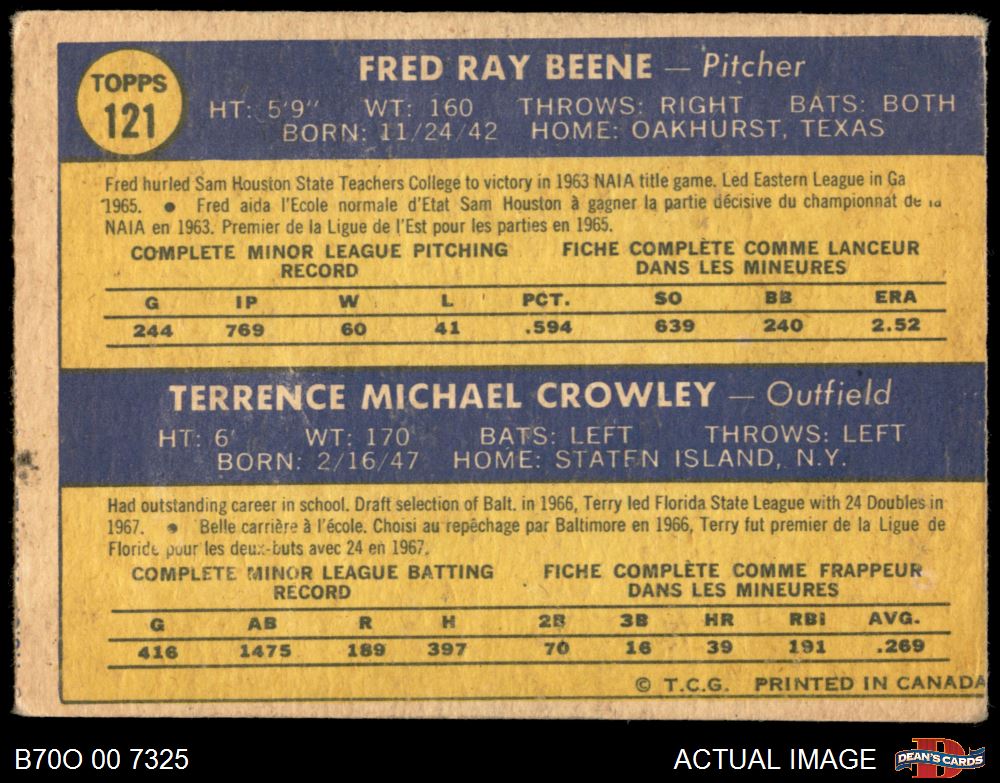 TOPPS
121
FRED RAY BEENE — Pitcher
HT: 5'9" WT: 160 THROWS: RIGHT BATS: BOTH
BORN: 11/24/42 HOME: OAKHURST, TEXAS
Fred hurled Sam Houston State Teachers College to victory in 1963 NAIA title game. Led Eastern League in Ga
1965. ● Fred aida l'Ecole normale d'Etat Sam Houston à gagner la partie décisive du championnat de la
NAIA en 1963. Premier de la Ligue de l'Est pour les parties en 1965.
COMPLETE MINOR LEAGUE PITCHING RECORD
FICHE COMPLÈTE COMME LANCEUR DANS LES MINEURES
G IP W L PCT. SO BB ERA
244 769 60 41 .594 639 240 2.52
TERRENCE MICHAEL CROWLEY — Outfield
HT: 6' WT: 170 BATS: LEFT THROWS: LEFT
BORN: 2/16/47 HOME: STATEN ISLAND, N.Y.
Had outstanding career in school. Draft selection of Balt. in 1966, Terry led Florida State League with 24 Doubles in
1967. ● Belle carrière à l'école. Choisi au repêchage par Baltimore en 1966, Terry fut premier de la Ligue de
Floride pour les deux-buts avec 24 en 1967.
COMPLETE MINOR LEAGUE BATTING RECORD
FICHE COMPLÈTE COMME FRAPPEUR DANS LES MINEURES
G AB R H 2B 3B HR RBI AVG.
416 1475 189 397 70 16 39 191 .269
© T.C.G. PRINTED IN CANADA
B70O 00 7325
ACTUAL IMAGE
D
DEAN'S CARDS